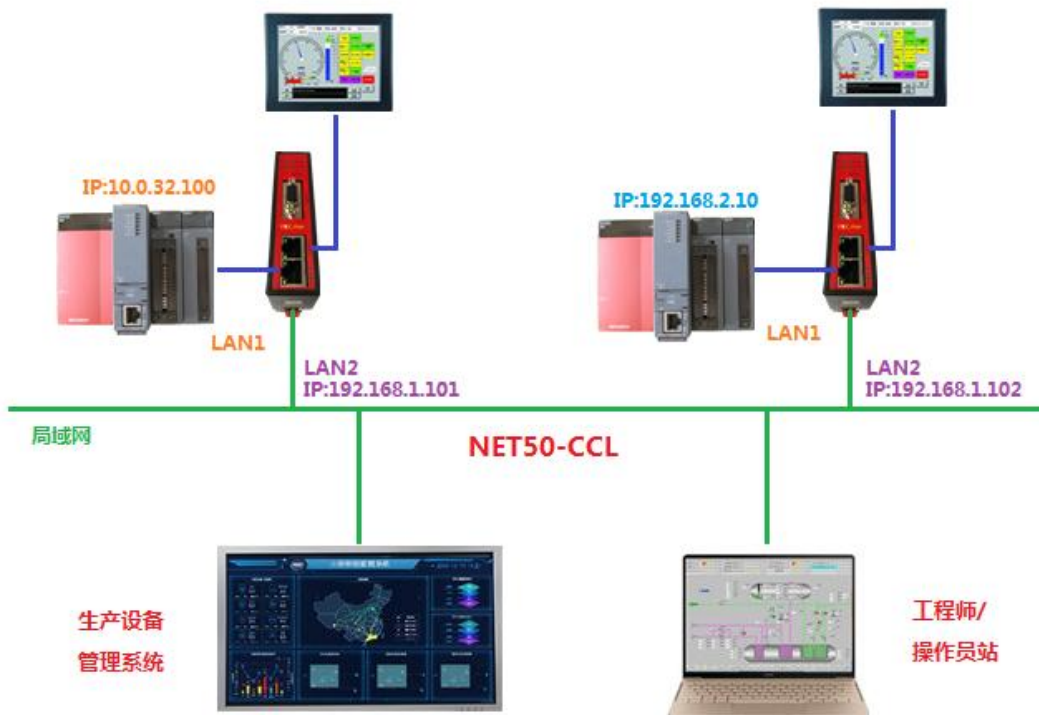 IP:10.0.32.100
IP:192.168.2.10
LAN1
LAN1
LAN2
IP:192.168.1.101
LAN2
IP:192.168.1.102
局域网
NET50-CCL
生产设备
管理系统
工程师/
操作员站